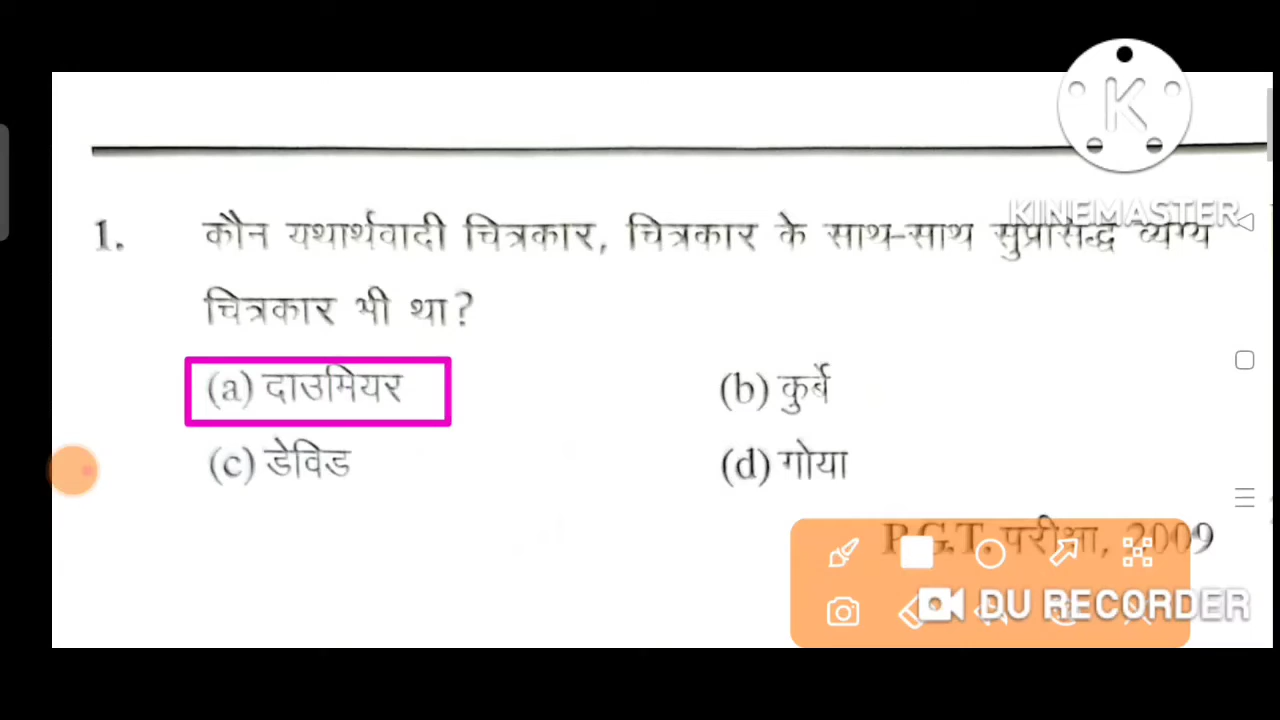 KINEMASTER
1. कौन यथार्थवादी चित्रकार, चित्रकार के साथ-साथ सुप्रसिद्ध व्यंग्य
चित्रकार भी था?
(a) दाउमियर (b) कुर्बे
(c) डेविड (d) गोया
P.G.T. परीक्षा, 2009
DU RECORDER